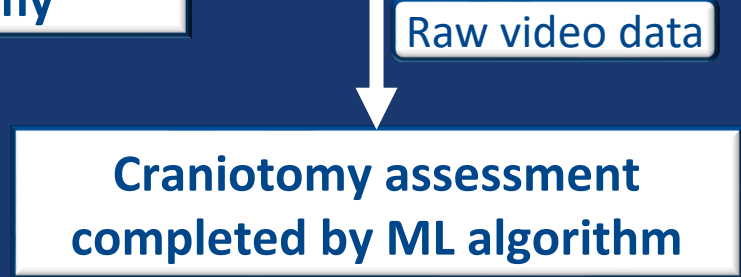 Raw video data
Craniotomy assessment
completed by ML algorithm